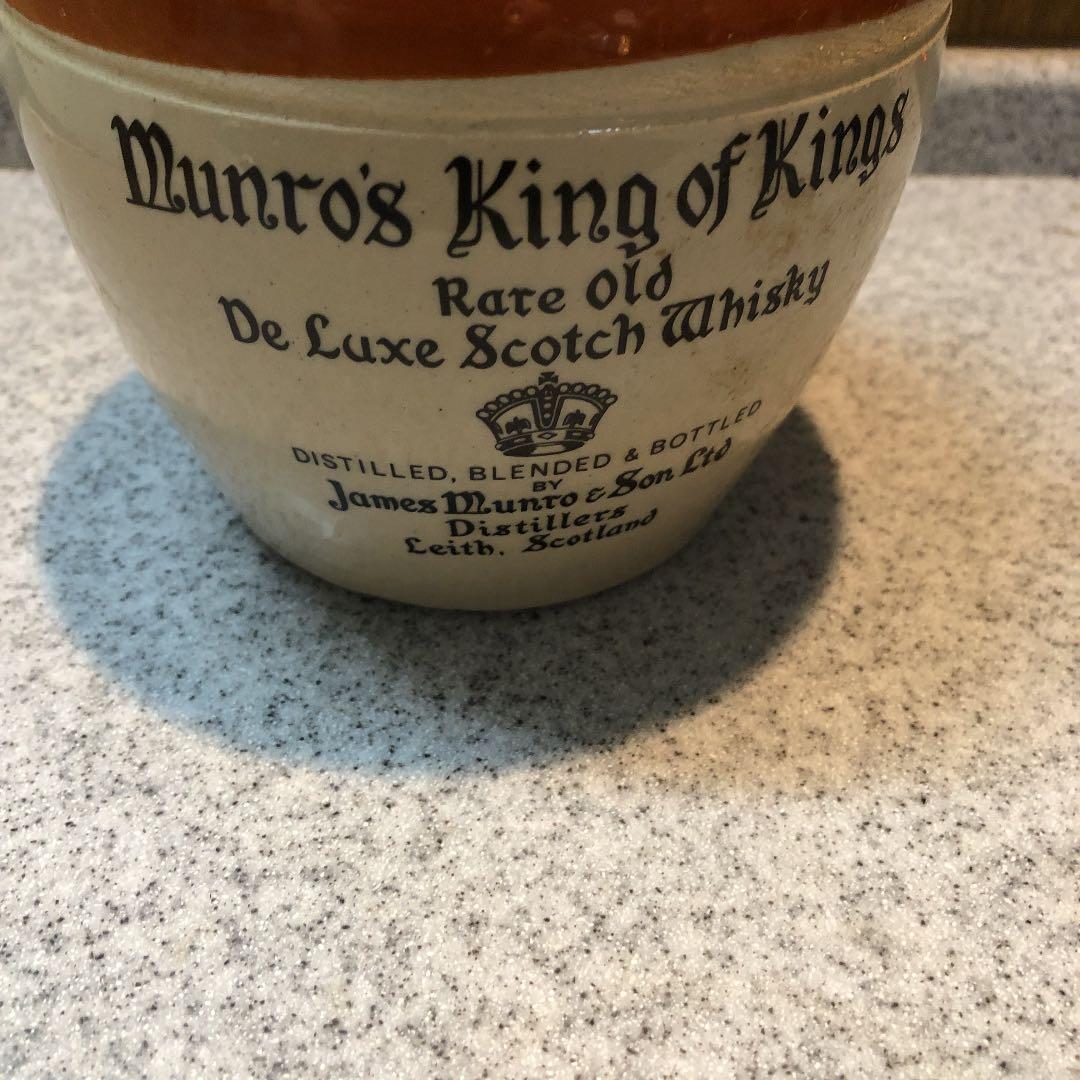 Munro's King of Kings
Rare Old
De Luxe Scotch Whisky
DISTILLED, BLENDED & BOTTLED
BY
James Munro & Son Ltd
Distillers
Leith. Scotland